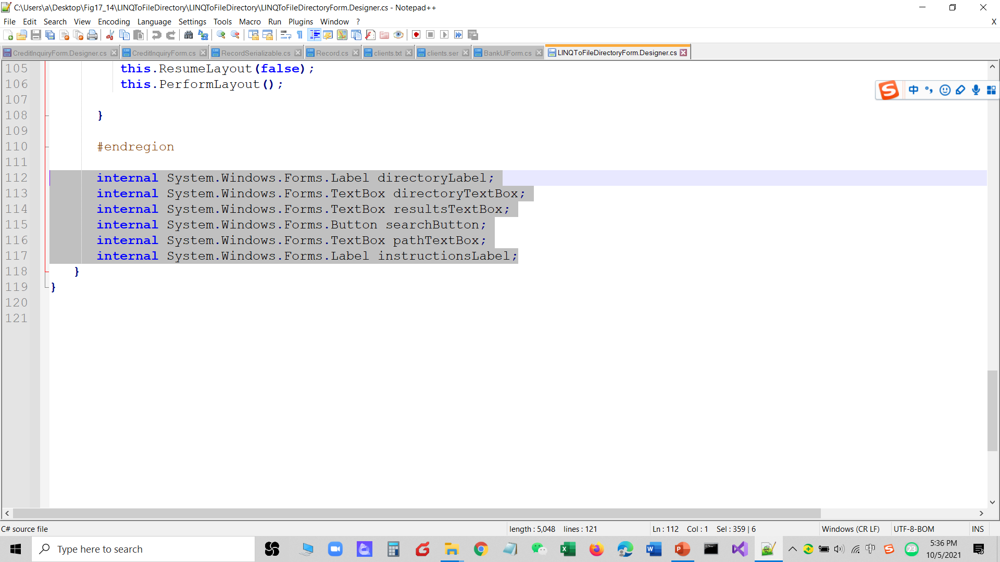 C:\Users\a\Desktop\Fig17_14\LINQToFileDirectory\LINQToFileDirectory\LINQToFileDirectoryForm.Designer.cs - Notepad++
File Edit Search View Encoding Language Settings Tools Macro Run Plugins Window ? X
CreditInquiryForm.Designer.cs CreditInquiryForm.cs RecordSerializable.cs Record.cs clients.txt clients.ser BankUIForm.cs LINQToFileDirectoryForm.Designer.cs
105 this.ResumeLayout(false);
106 this.PerformLayout();
107
108 }
109
110 #endregion
111
112 internal System.Windows.Forms.Label directoryLabel;
113 internal System.Windows.Forms.TextBox directoryTextBox;
114 internal System.Windows.Forms.TextBox resultsTextBox;
115 internal System.Windows.Forms.Button searchButton;
116 internal System.Windows.Forms.TextBox pathTextBox;
117 internal System.Windows.Forms.Label instructionsLabel;
118 }
119 }
120
121
S 中
C# source file length : 5,048 lines : 121 Ln : 112 Col : 1 Sel : 359 | 6 Windows (CR LF) UTF-8-BOM INS
Type here to search
中 S 23 5:36 PM
10/5/2021